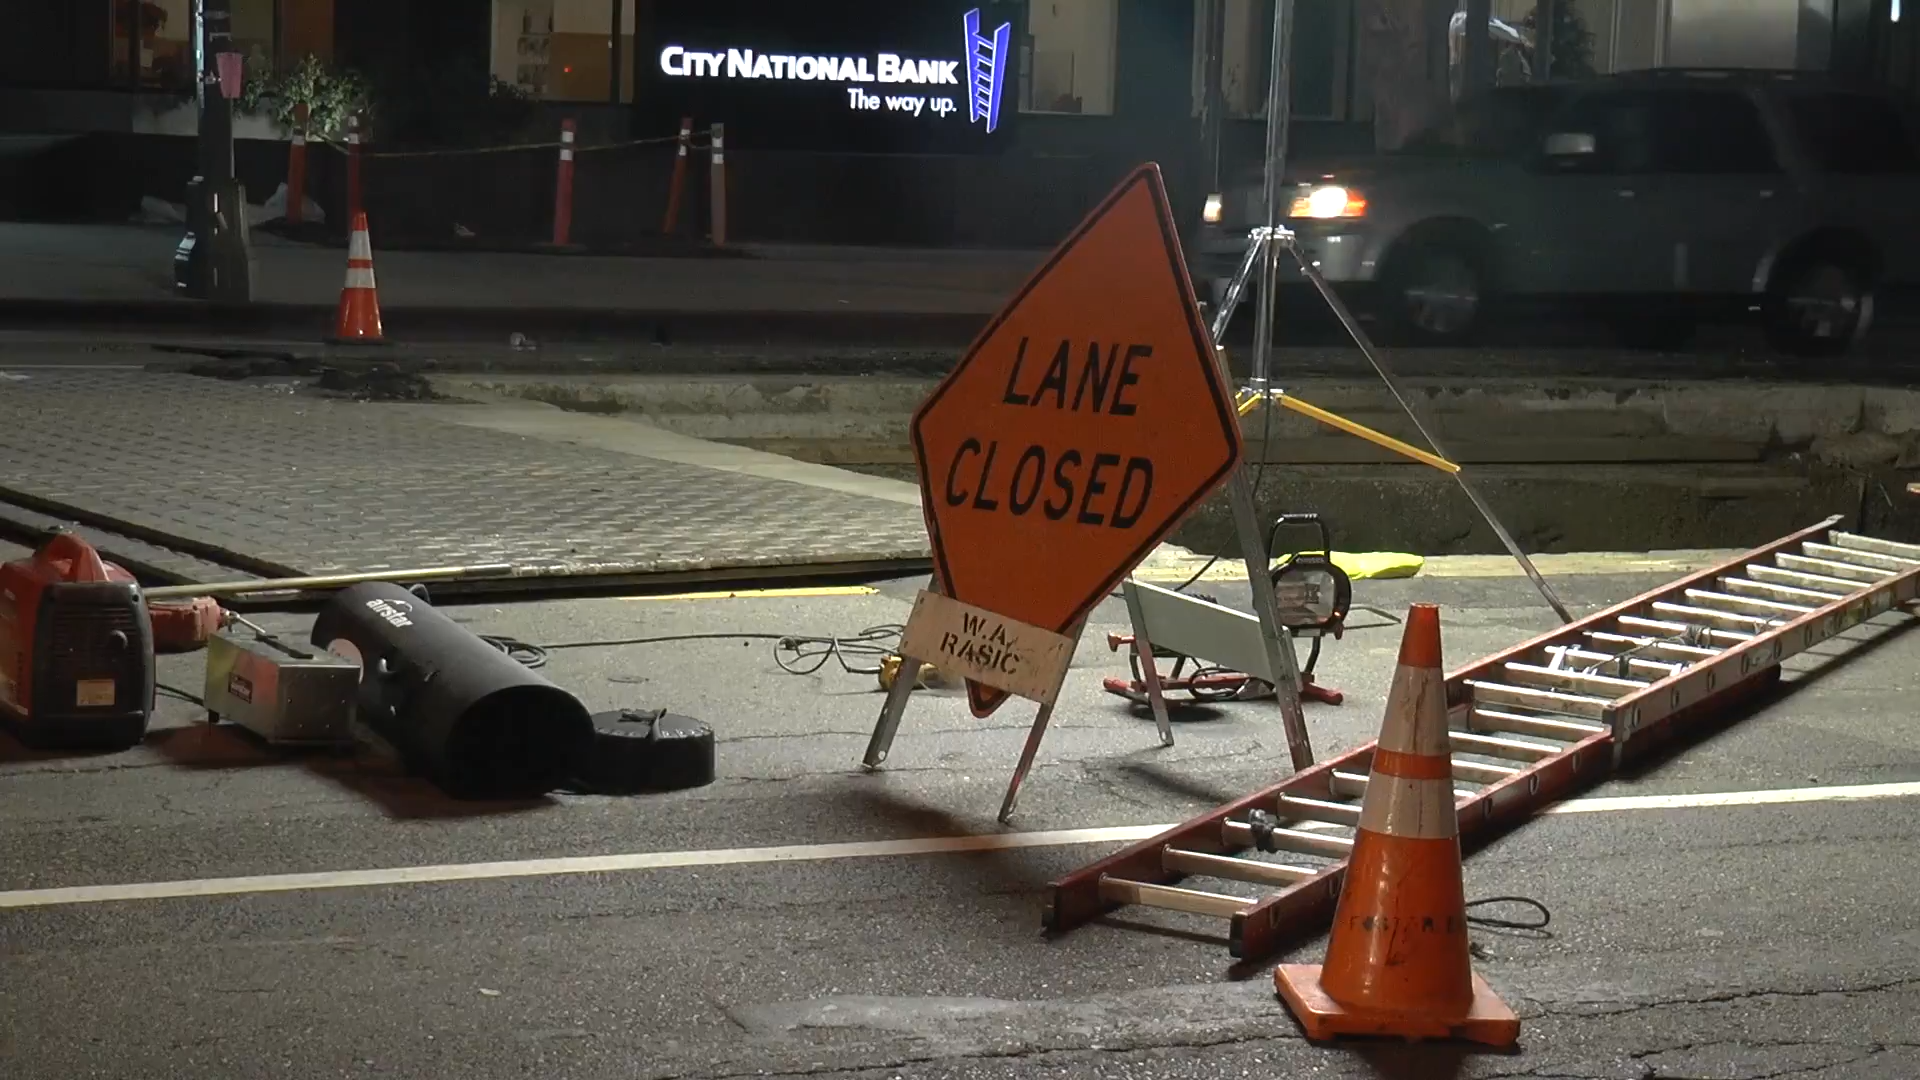 CITY NATIONAL BANK
The way up.
LANE
CLOSED
W.A.
RASIC
airstar